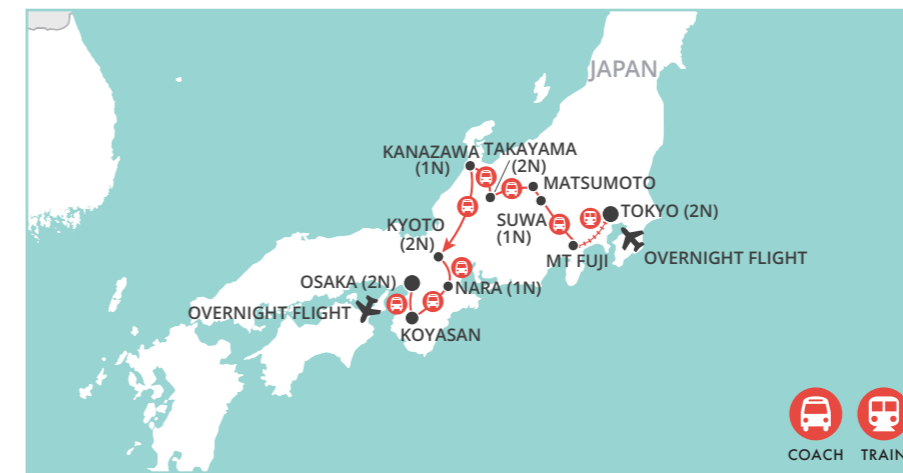 JAPAN
KANAZAWA
(1N)
TAKAYAMA
(2N)
MATSUMOTO
SUWA
(1N)
TOKYO (2N)
KYOTO
(2N)
MT FUJI
OVERNIGHT FLIGHT
OSAKA (2N)
NARA (1N)
OVERNIGHT FLIGHT
KOYASAN
COACH
TRAIN